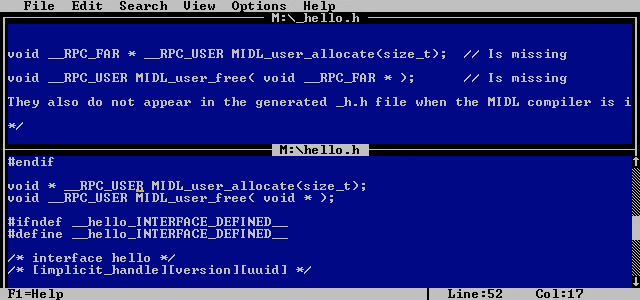 File Edit Search View Options Help
M:\_hello.h
void __RPC_FAR * __RPC_USER MIDL_user_allocate(size_t); // Is missing
void __RPC_USER MIDL_user_free( void __RPC_FAR * ); // Is missing
They also do not appear in the generated _h.h file when the MIDL compiler is i
*/
M:\hello.h
#endif
void * __RPC_USER MIDL_user_allocate(size_t);
void __RPC_USER MIDL_user_free( void * );
#ifndef __hello_INTERFACE_DEFINED__
#define __hello_INTERFACE_DEFINED__
/* interface hello */
/* [implicit_handle][version][uuid] */
F1=Help Line:52 Col:17